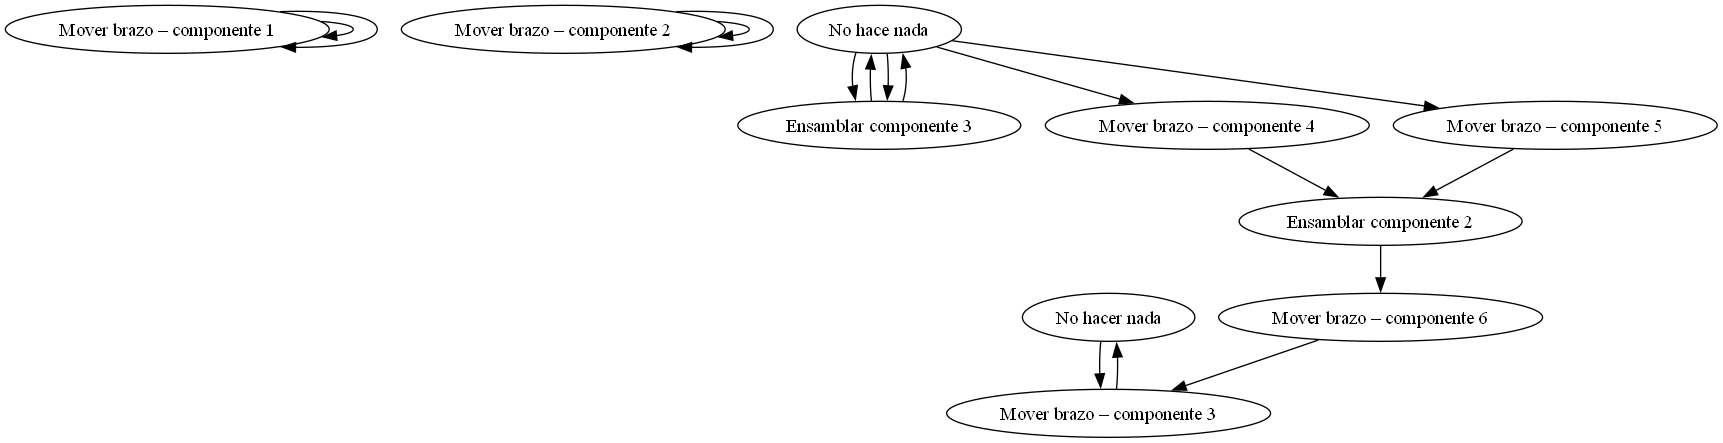 Mover brazo – componente 1
Mover brazo – componente 2
No hace nada
Ensamblar componente 3
Mover brazo – componente 4
Mover brazo – componente 5
Ensamblar componente 2
No hacer nada
Mover brazo – componente 6
Mover brazo – componente 3